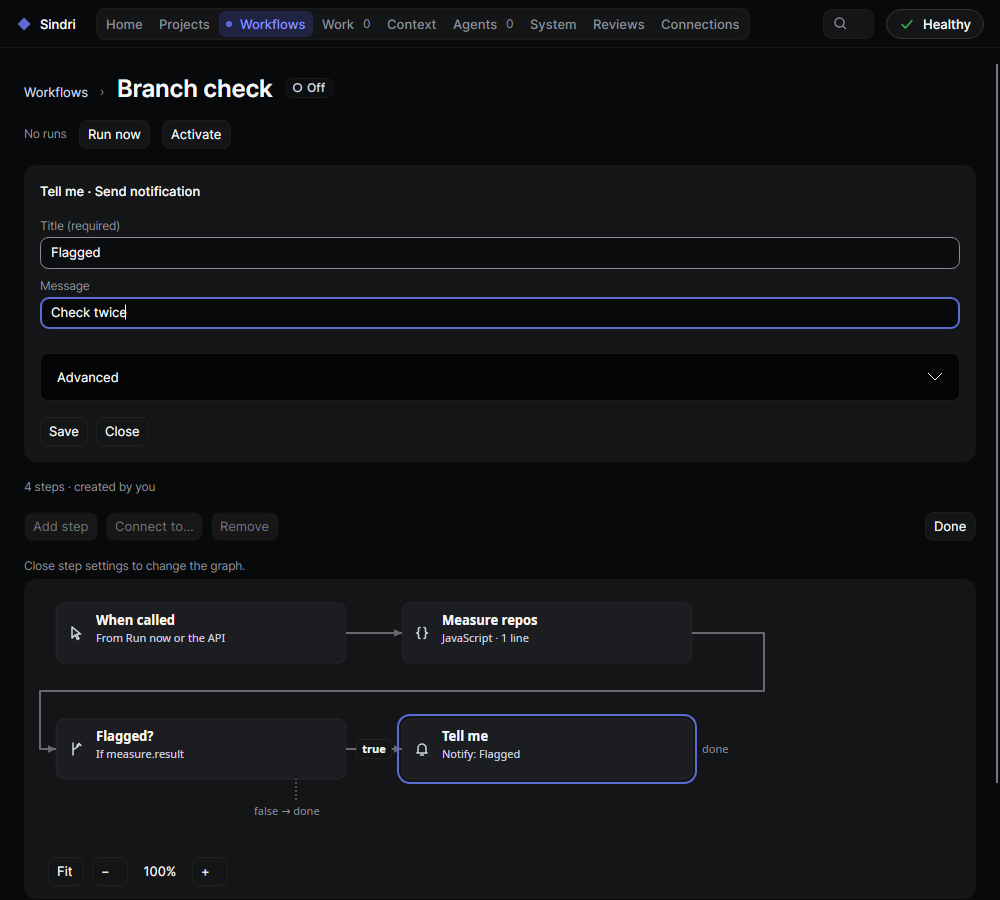 Sindri Home Projects Workflows Work 0 Context Agents 0 System Reviews Connections Healthy
Workflows › Branch check Off
No runs Run now Activate
Tell me · Send notification
Title (required)
Flagged
Message
Check twice
Advanced
Save Close
4 steps · created by you
Add step Connect to... Remove Done
Close step settings to change the graph.
When called
From Run now or the API
{} Measure repos
JavaScript · 1 line
Flagged?
If measure.result
true
Tell me
Notify: Flagged
done
false → done
Fit − 100% +